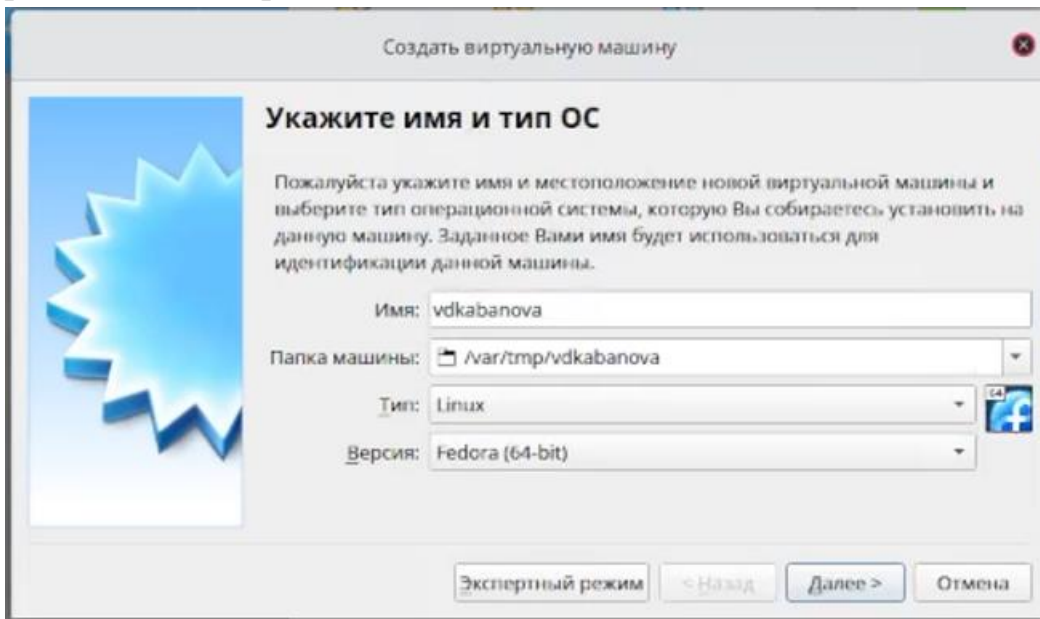 Создать виртуальную машину
Укажите имя и тип ОС
Пожалуйста укажите имя и местоположение новой виртуальной машины и
выберите тип операционной системы, которую Вы собираетесь установить на
данную машину. Заданное Вами имя будет использоваться для
идентификации данной машины.
Имя: vdkabanova
Папка машины: /var/tmp/vdkabanova
Тип: Linux
64
Версия: Fedora (64-bit)
Экспертный режим < Назад Далее > Отмена